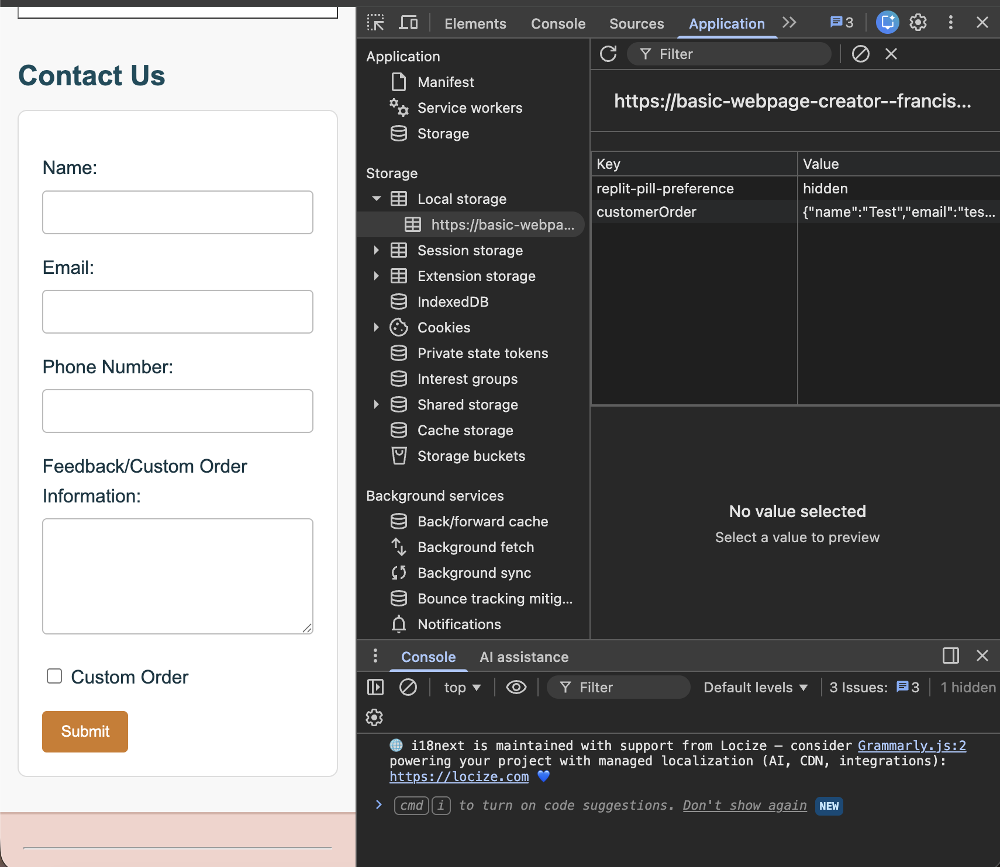 Contact Us
Name:
Email:
Phone Number:
Feedback/Custom Order
Information:
Custom Order
Submit
Elements
Console
Sources
Application
3
Application
Manifest
Service workers
Storage
Storage
Local storage
https://basic-webpa...
Session storage
Extension storage
IndexedDB
Cookies
Private state tokens
Interest groups
Shared storage
Cache storage
Storage buckets
Background services
Back/forward cache
Background fetch
Background sync
Bounce tracking mitig...
Notifications
Filter
https://basic-webpage-creator--francis...
Key Value
replit-pill-preference hidden
customerOrder {"name":"Test","email":"tes...
No value selected
Select a value to preview
Console AI assistance
top Filter Default levels 3 Issues: 3 1 hidden
i18next is maintained with support from Locize — consider Grammarly.js:2
powering your project with managed localization (AI, CDN, integrations):
https://locize.com 💙
cmd i to turn on code suggestions. Don't show again NEW